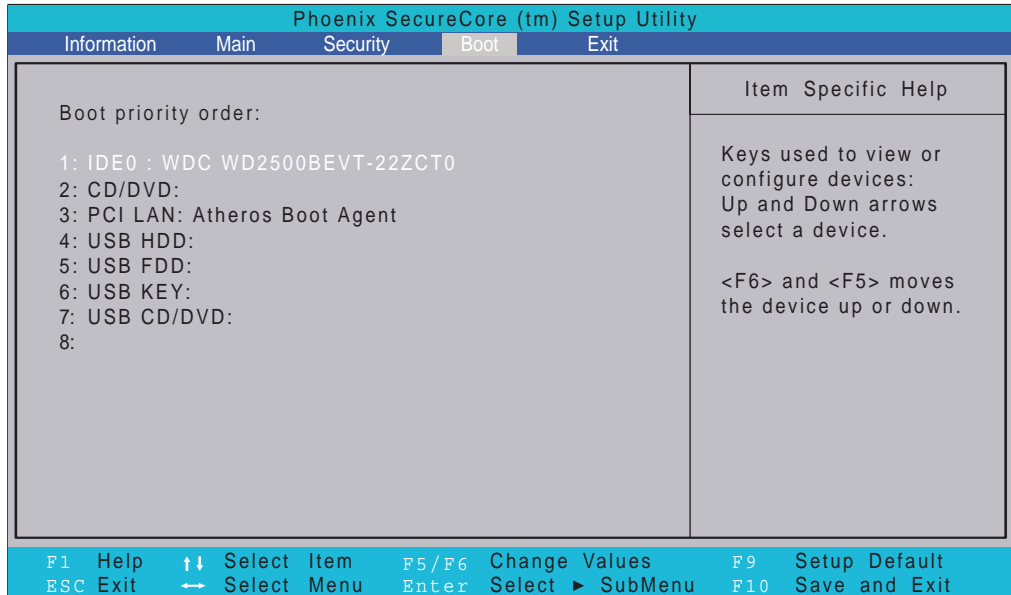 Phoenix SecureCore (tm) Setup Utility
Information Main Security Boot Exit
Boot priority order:
1: IDE0 : WDC WD2500BEVT-22ZCT0
2: CD/DVD:
3: PCI LAN: Atheros Boot Agent
4: USB HDD:
5: USB FDD:
6: USB KEY:
7: USB CD/DVD:
8:
Item Specific Help
Keys used to view or
configure devices:
Up and Down arrows
select a device.
<F6> and <F5> moves
the device up or down.
F1 Help ↑↓ Select Item F5/F6 Change Values F9 Setup Default
ESC Exit ↔ Select Menu Enter Select ► SubMenu F10 Save and Exit